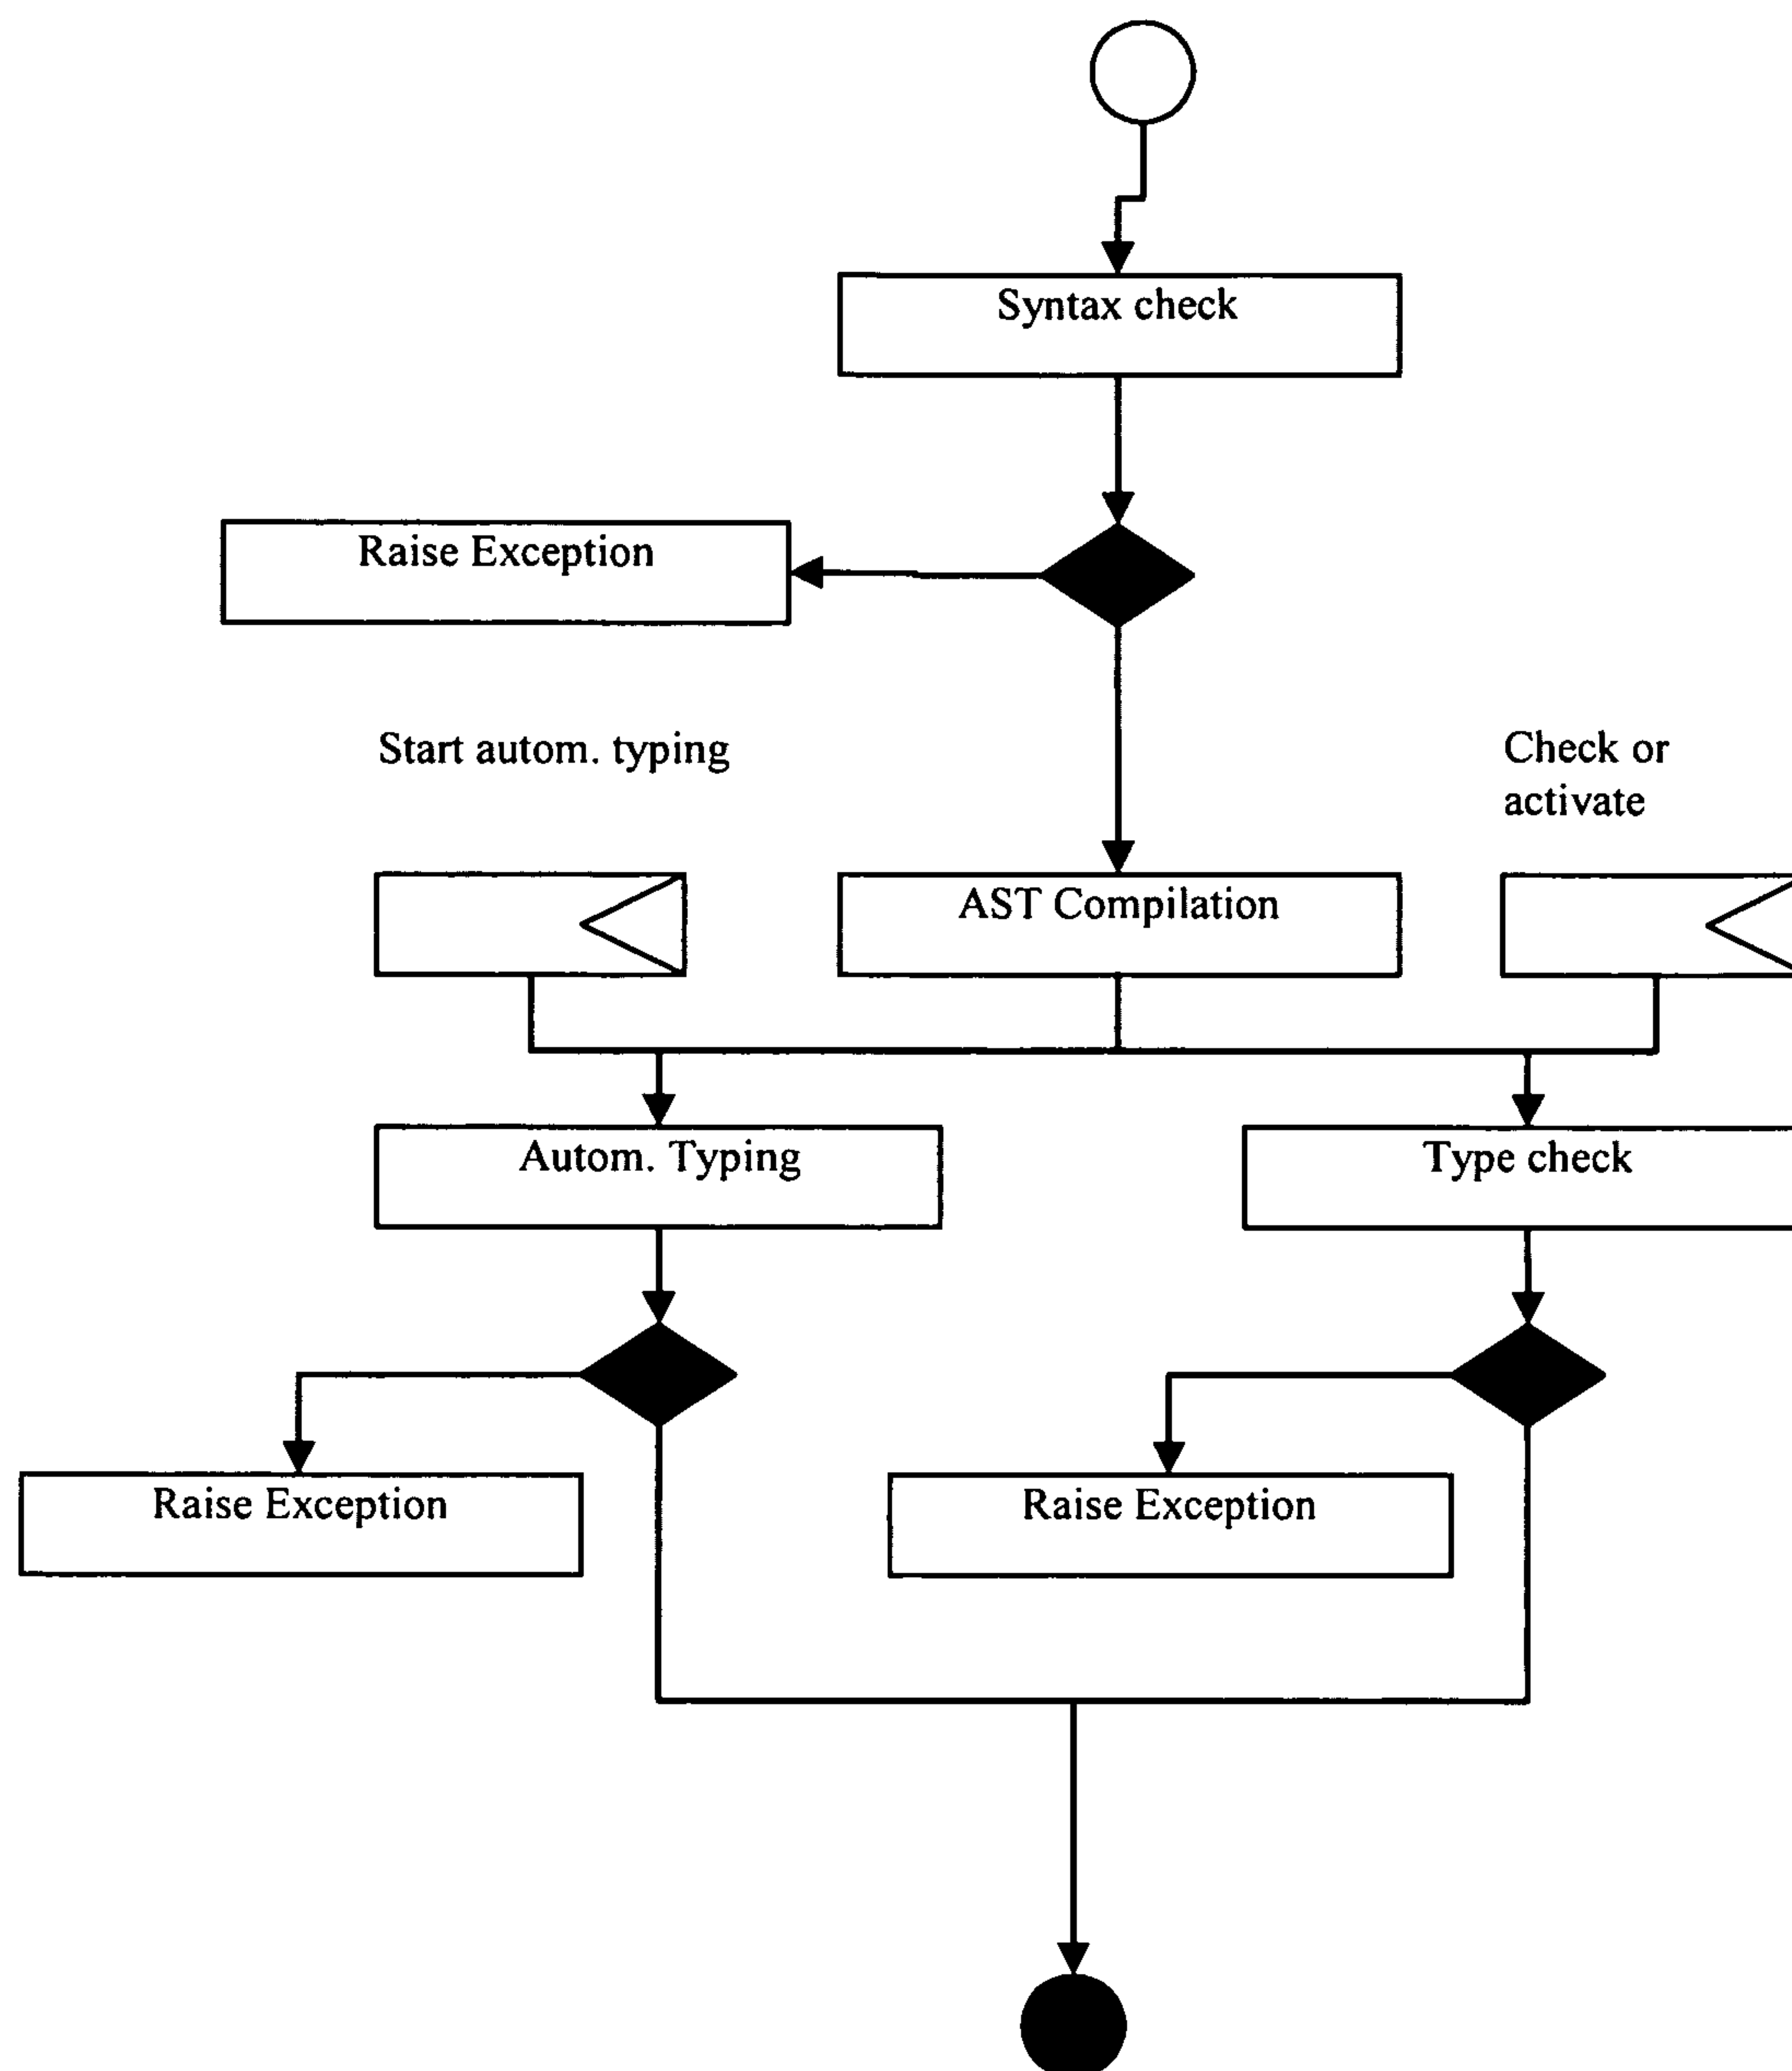 Syntax check
Raise Exception
Start autom. typing
Check or
activate
AST Compilation
Autom. Typing
Type check
Raise Exception
Raise Exception